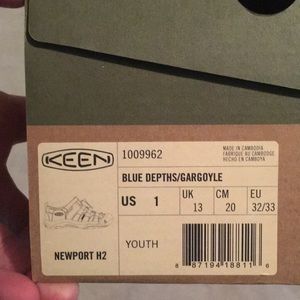 KEEN
1009962
MADE IN CAMBODIA
FABRIQUE AU CAMBODGE
HECHO EN CAMBOYA
BLUE DEPTHS/GARGOYLE
US 1
UK 13
CM 20
EU 32/33
YOUTH
NEWPORT H2
8 87194 18811 6